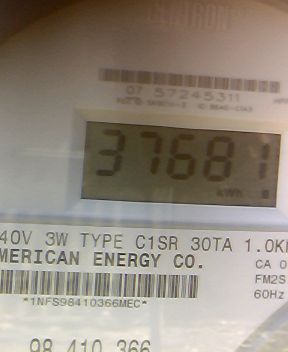 CENTRON
07 57245311
37681
kWh
40V 3W TYPE C1SR 30TA 1.0K
MERICAN ENERGY CO.
CA 0
FM2S
*1NFS98410366MEC*
60Hz
98 410 366